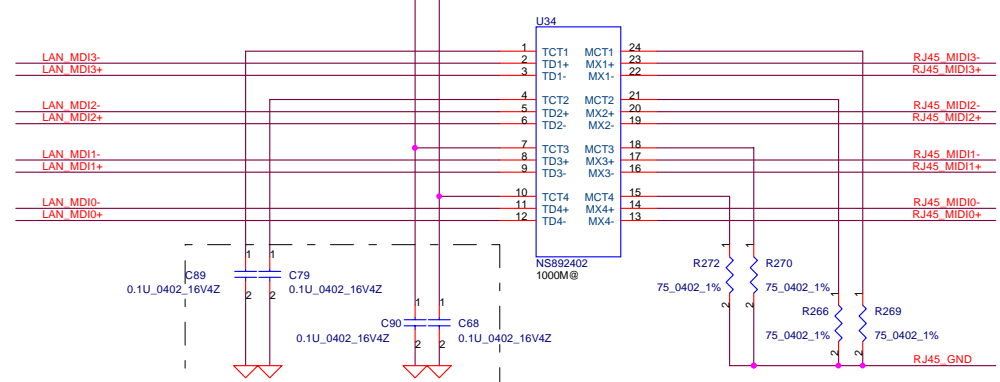 U34
1 TCT1 MCT1 24
LAN_MDI3- 2 TD1+ MX1+ 23 RJ45_MIDI3-
LAN_MDI3+ 3 TD1- MX1- 22 RJ45_MIDI3+
4 TCT2 MCT2 21
LAN_MDI2- 5 TD2+ MX2+ 20 RJ45_MIDI2-
LAN_MDI2+ 6 TD2- MX2- 19 RJ45_MIDI2+
7 TCT3 MCT3 18
LAN_MDI1- 8 TD3+ MX3+ 17 RJ45_MIDI1-
LAN_MDI1+ 9 TD3- MX3- 16 RJ45_MIDI1+
10 TCT4 MCT4 15
LAN_MDI0- 11 TD4+ MX4+ 14 RJ45_MIDI0-
LAN_MDI0+ 12 TD4- MX4- 13 RJ45_MIDI0+
1 1 NS892402 1 1
C89 C79 1000M@ R272 R270
0.1U_0402_16V4Z 0.1U_0402_16V4Z 75_0402_1% 75_0402_1%
2 2 2 2
1 1 1 1
C90 C68 R266 R269
0.1U_0402_16V4Z 0.1U_0402_16V4Z 75_0402_1% 75_0402_1%
2 2 2 2
RJ45_GND